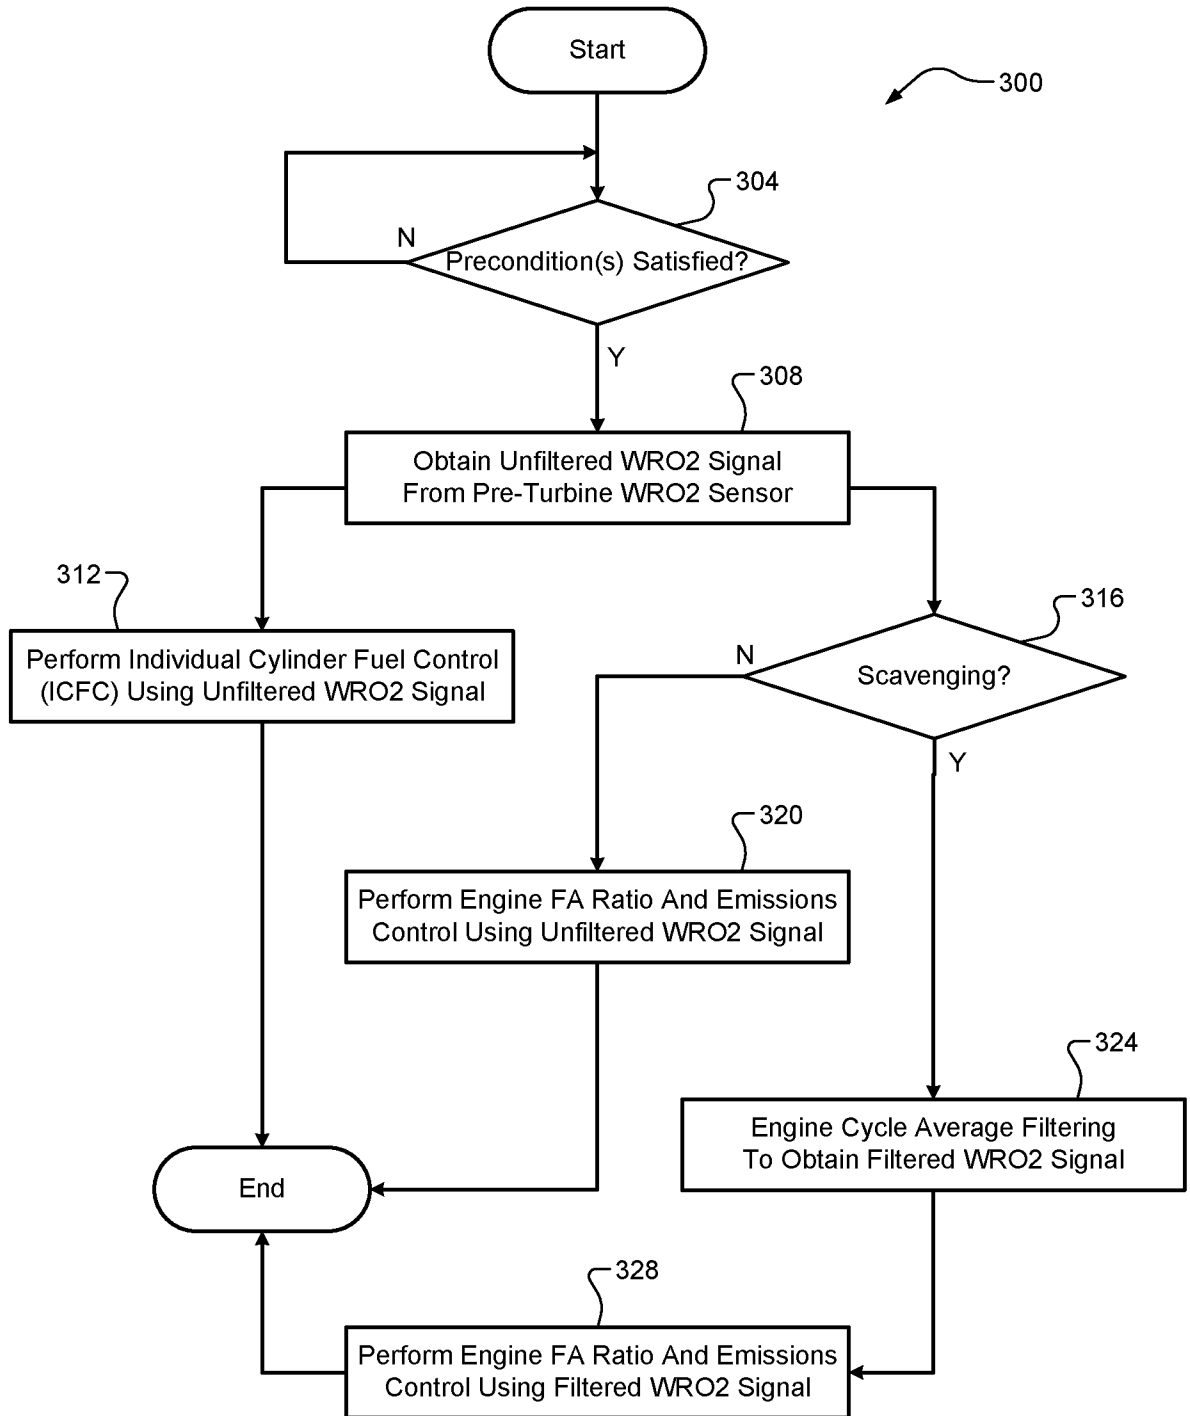 Start
300
304
N
Precondition(s) Satisfied?
Y
308
Obtain Unfiltered WRO2 Signal
From Pre-Turbine WRO2 Sensor
312
Perform Individual Cylinder Fuel Control
(ICFC) Using Unfiltered WRO2 Signal
316
N
Scavenging?
Y
320
Perform Engine FA Ratio And Emissions
Control Using Unfiltered WRO2 Signal
324
Engine Cycle Average Filtering
To Obtain Filtered WRO2 Signal
End
328
Perform Engine FA Ratio And Emissions
Control Using Filtered WRO2 Signal